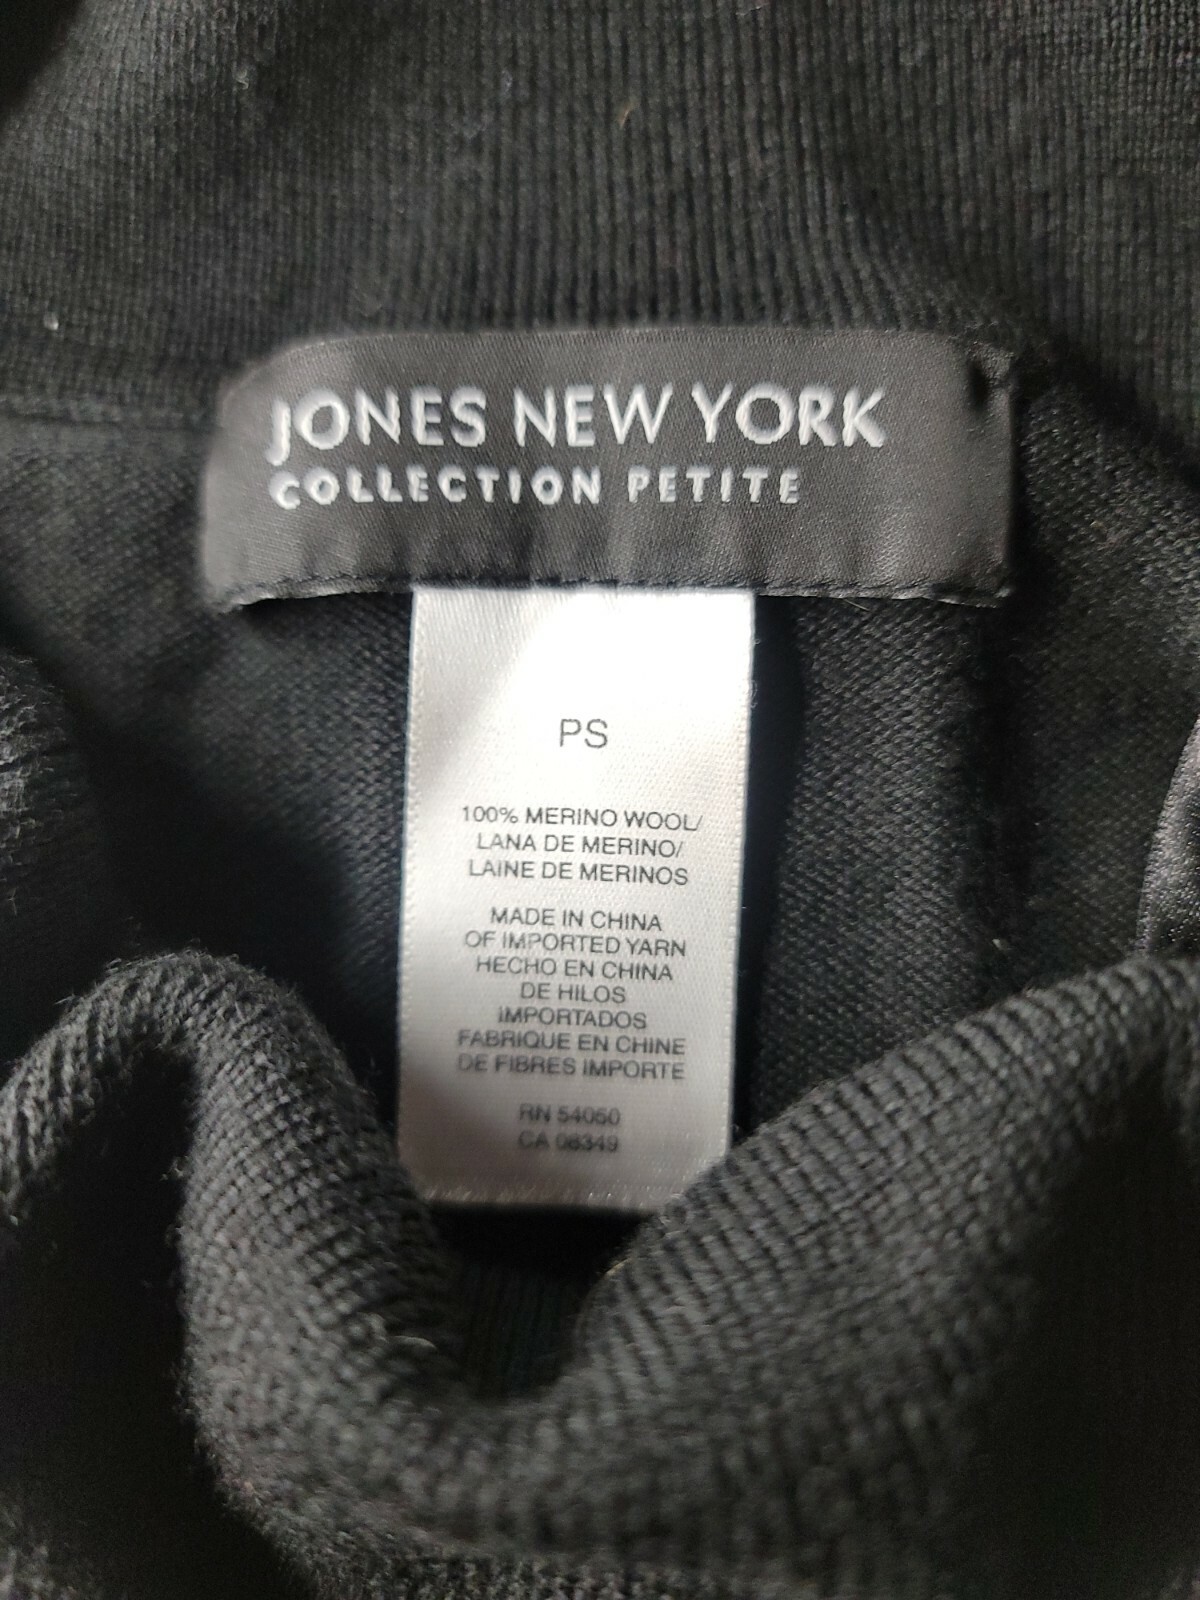 JONES NEW YORK
COLLECTION PETITE
PS
100% MERINO WOOL/
LANA DE MERINO/
LAINE DE MERINOS
MADE IN CHINA
OF IMPORTED YARN
HECHO EN CHINA
DE HILOS
IMPORTADOS
FABRIQUE EN CHINE
DE FIBRES IMPORTE
RN 54050
CA 08349